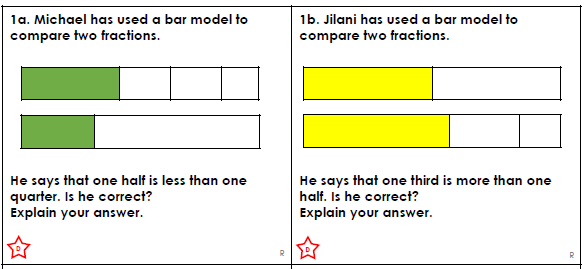 1a. Michael has used a bar model to
compare two fractions.
He says that one half is less than one
quarter. Is he correct?
Explain your answer.
D
R
1b. Jilani has used a bar model to
compare two fractions.
He says that one third is more than one
half. Is he correct?
Explain your answer.
D
R